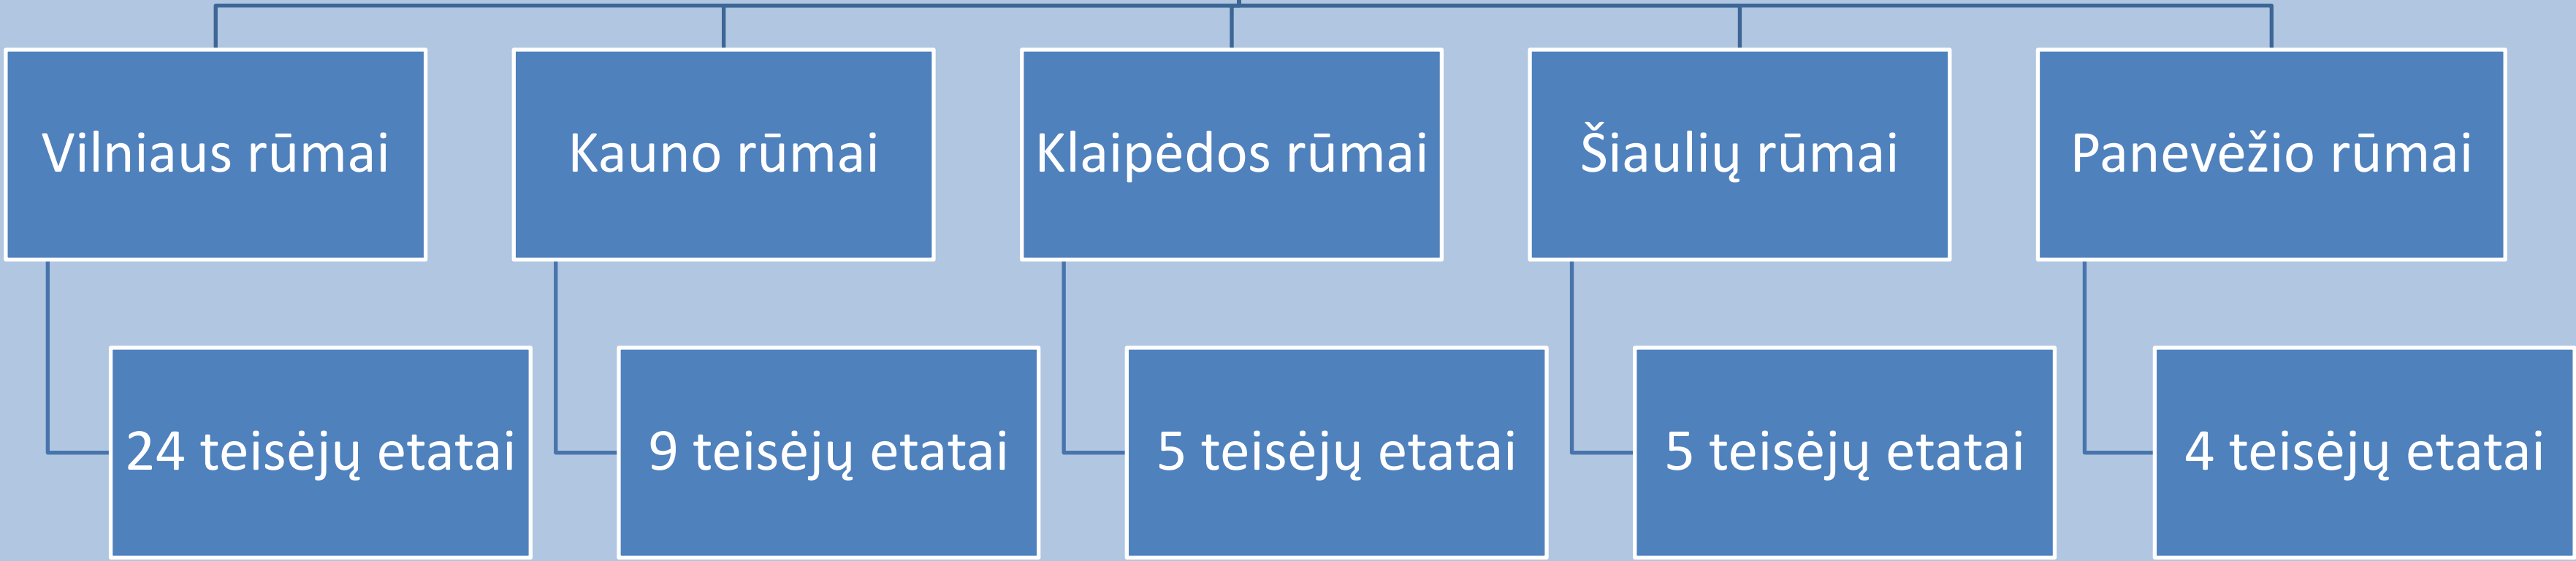 Vilniaus rūmai
Kauno rūmai
Klaipėdos rūmai
Šiaulių rūmai
Panevėžio rūmai
24 teisėjų etatai
9 teisėjų etatai
5 teisėjų etatai
5 teisėjų etatai
4 teisėjų etatai